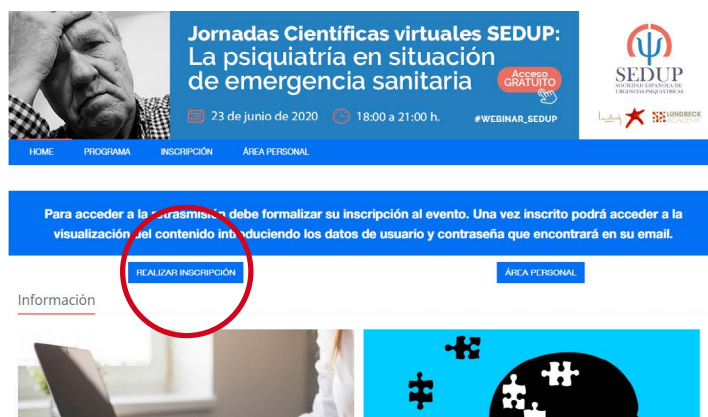 Jornadas Científicas virtuales SEDUP:
La psiquiatría en situación
de emergencia sanitaria
Acceso
GRATUITO
23 de junio de 2020
18:00 a 21:00 h.
#WEBINAR_SEDUP
SEDUP
SOCIEDAD ESPAÑOLA DE
URGENCIAS PSIQUIÁTRICAS
LUNDBECK
ACADEMY
HOME
PROGRAMA
INSCRIPCIÓN
ÁREA PERSONAL
Para acceder a la retrasmisión debe formalizar su inscripción al evento. Una vez inscrito podrá acceder a la
visualización del contenido introduciendo los datos de usuario y contraseña que encontrará en su email.
REALIZAR INSCRIPCIÓN
ÁREA PERSONAL
Información